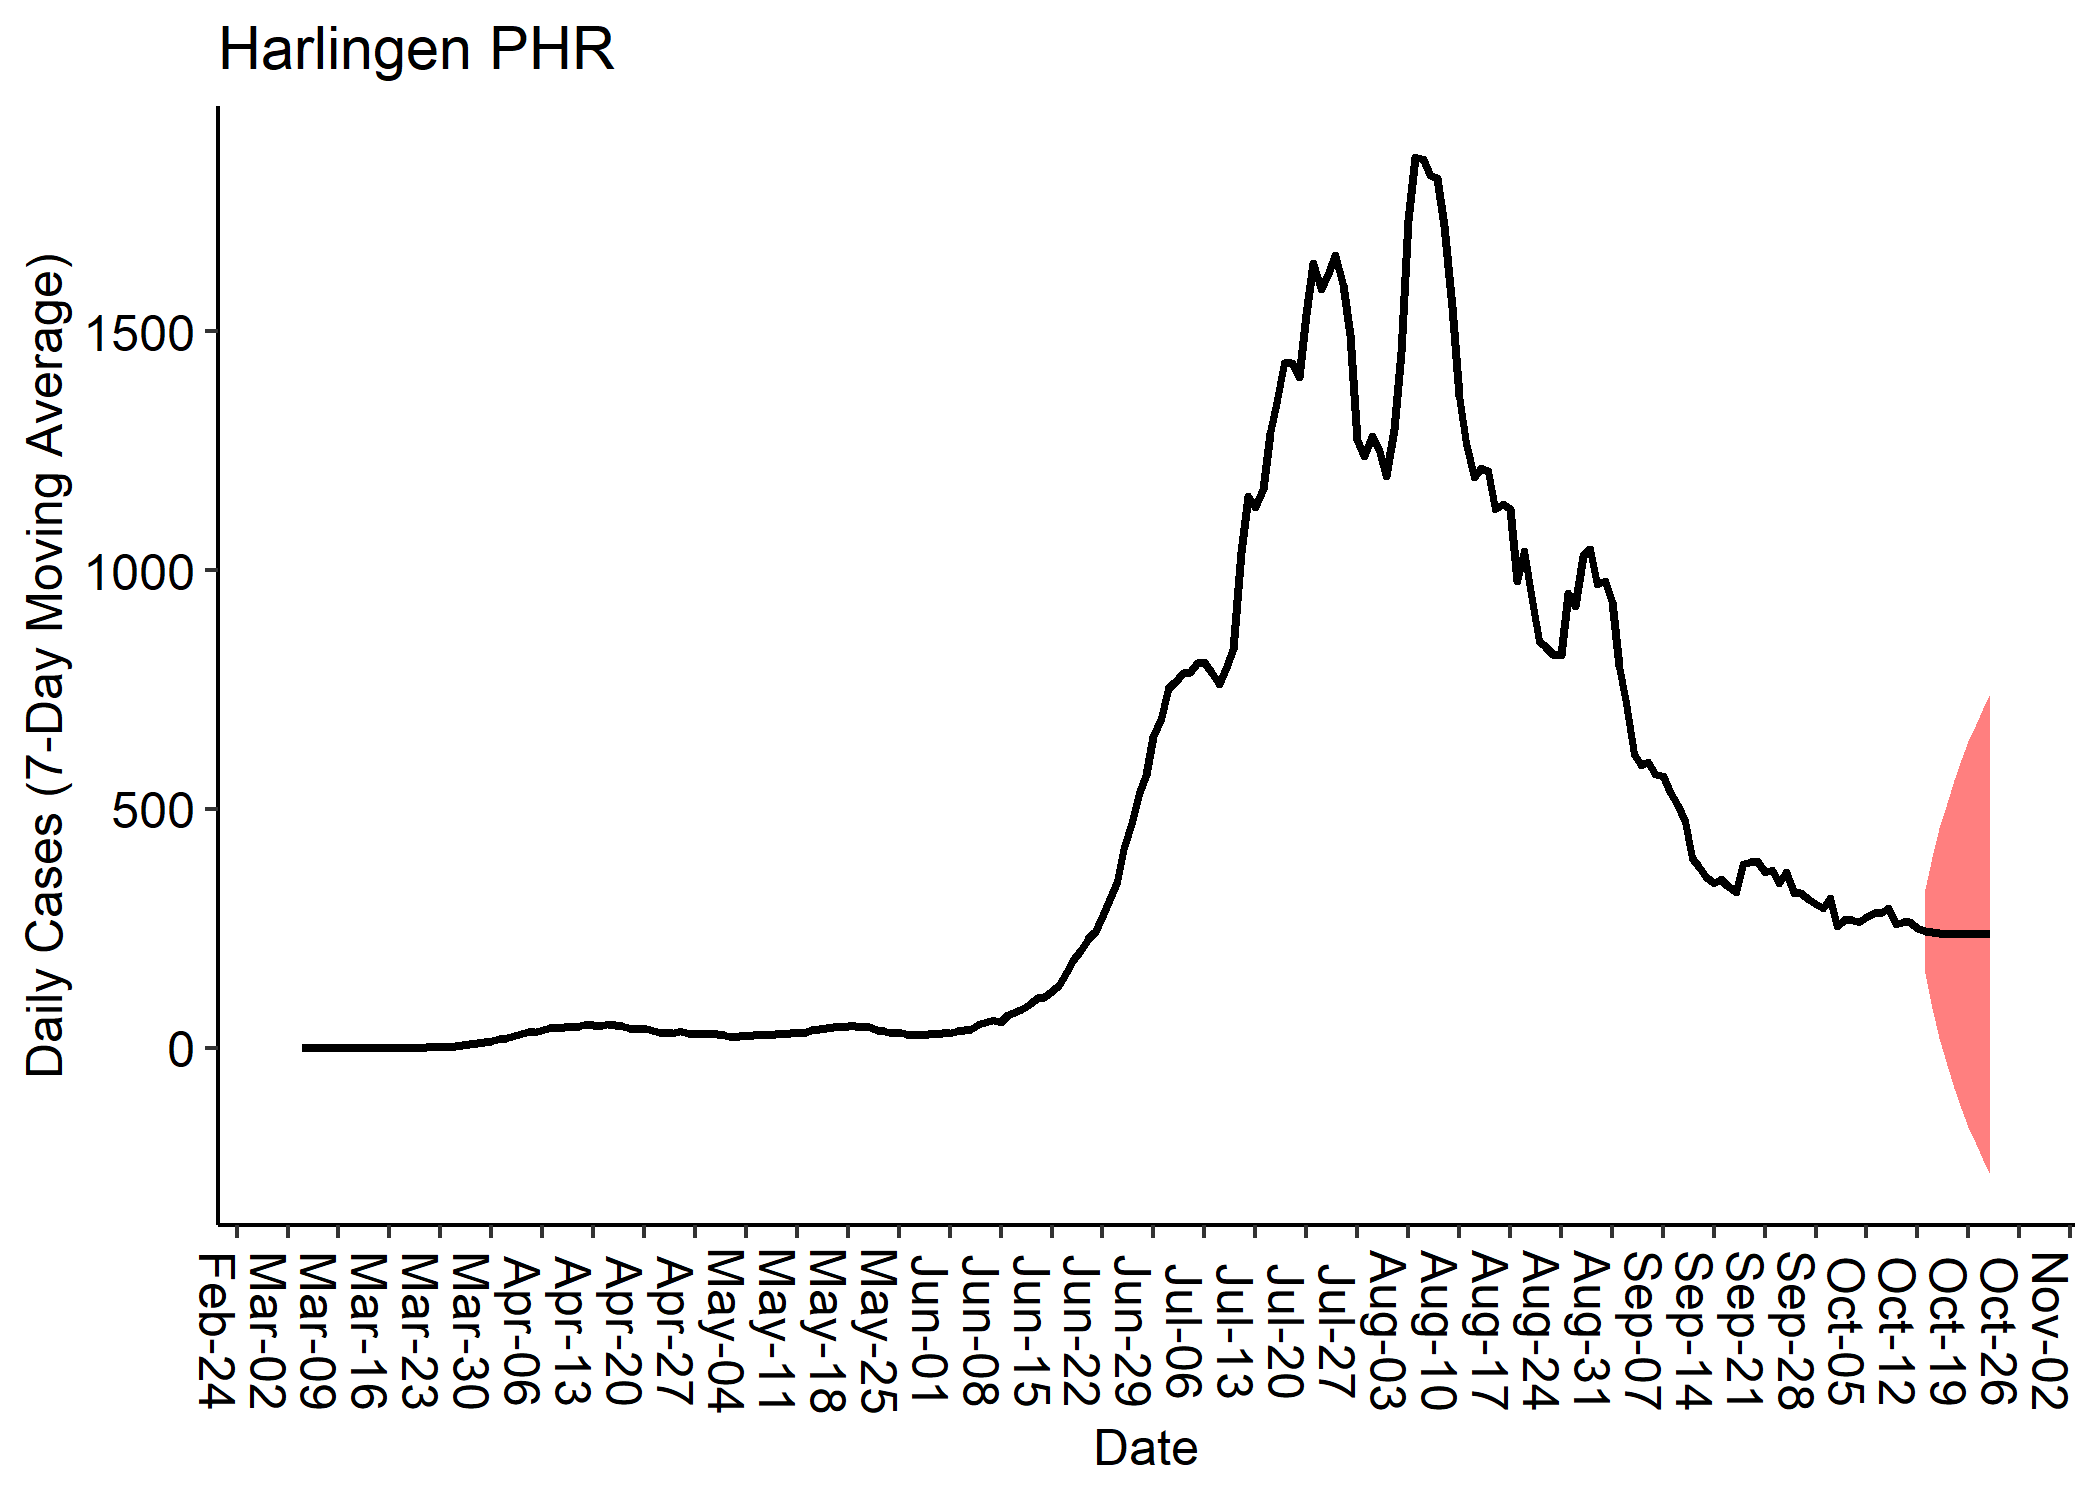 Harlingen PHR
Daily Cases (7-Day Moving Average)
1500
1000
500
0
Feb-24
Mar-02
Mar-09
Mar-16
Mar-23
Mar-30
Apr-06
Apr-13
Apr-20
Apr-27
May-04
May-11
May-18
May-25
Jun-01
Jun-08
Jun-15
Jun-22
Jun-29
Jul-06
Jul-13
Jul-20
Jul-27
Aug-03
Aug-10
Aug-17
Aug-24
Aug-31
Sep-07
Sep-14
Sep-21
Sep-28
Oct-05
Oct-12
Oct-19
Oct-26
Nov-02
Date